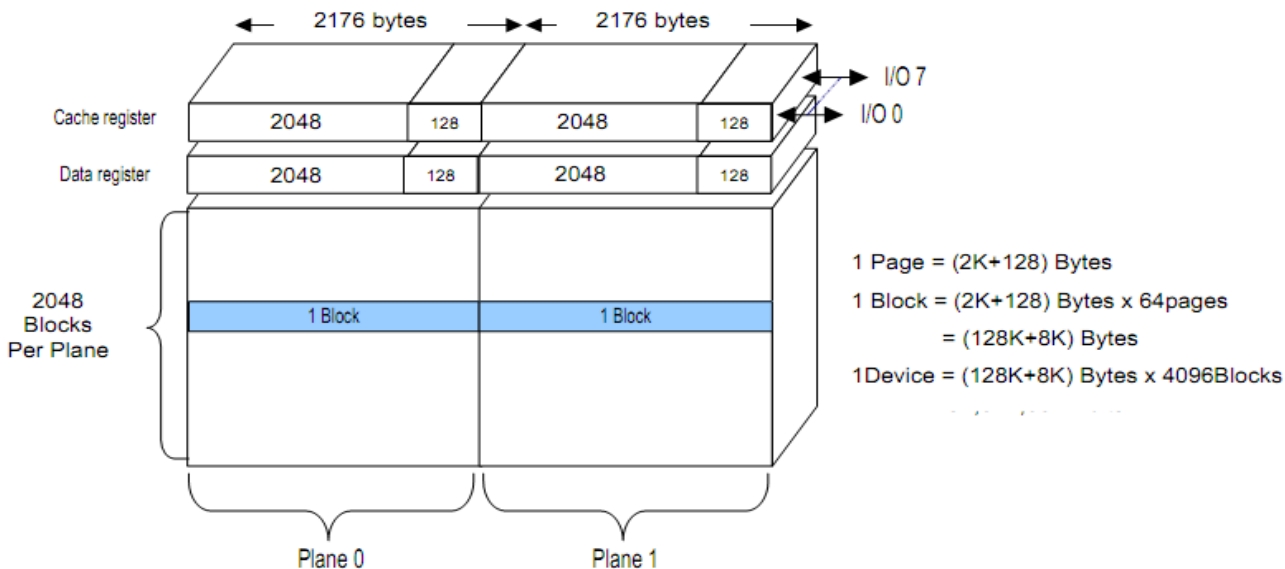 2176 bytes
2176 bytes
I/O 7
I/O 0
Cache register
2048
128
2048
128
Data register
2048
128
2048
128
2048
Blocks
Per Plane
1 Block
1 Block
1 Page = (2K+128) Bytes
1 Block = (2K+128) Bytes x 64pages
= (128K+8K) Bytes
1Device = (128K+8K) Bytes x 4096Blocks
Plane 0
Plane 1